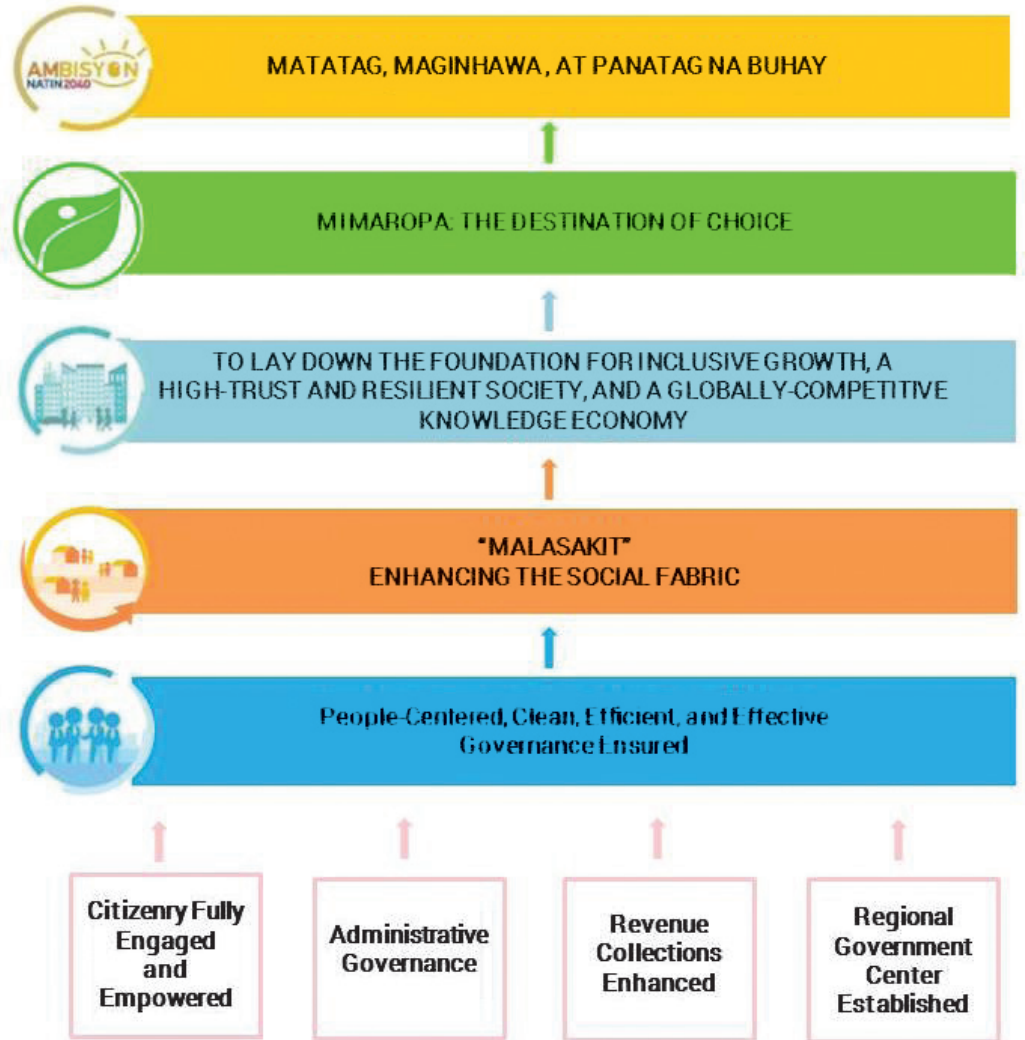 AMBISYON
NATIN2040
MATATAG, MAGINHAWA, AT PANATAG NA BUHAY
MIMAROPA: THE DESTINATION OF CHOICE
TO LAY DOWN THE FOUNDATION FOR INCLUSIVE GROWTH, A
HIGH-TRUST AND RESILIENT SOCIETY, AND A GLOBALLY-COMPETITIVE
KNOWLEDGE ECONOMY
“MALASAKIT”
ENHANCING THE SOCIAL FABRIC
People-Centered, Clean, Efficient, and Effective
Governance Ensured
Citizenry Fully
Engaged
and
Empowered
Administrative
Governance
Revenue
Collections
Enhanced
Regional
Government
Center
Established